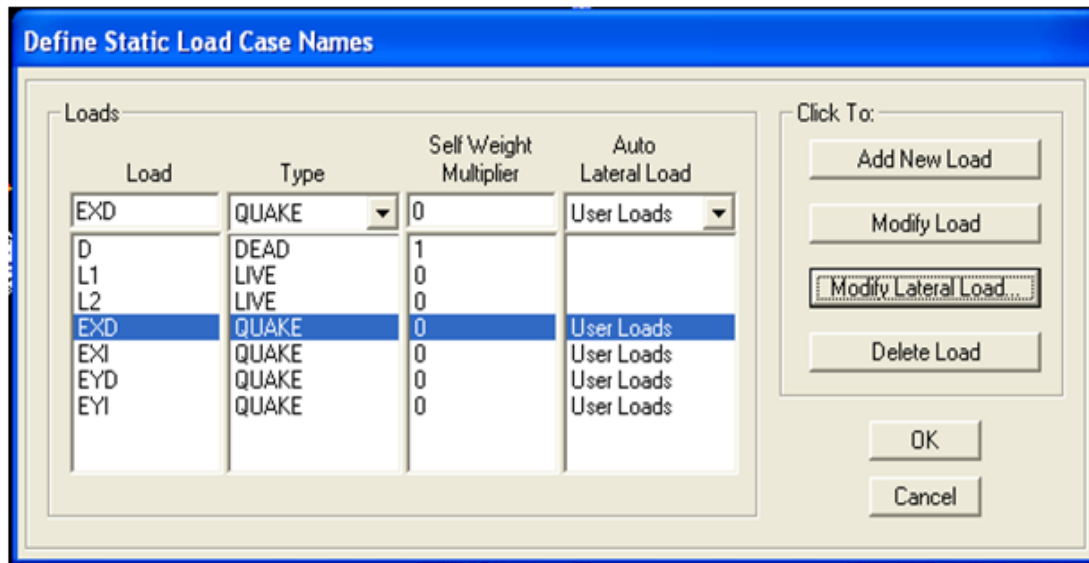 Define Static Load Case Names
Loads
Click To:
Load Type Self Weight Multiplier Auto Lateral Load
EXD QUAKE 0 User Loads
D DEAD 1
L1 LIVE 0
L2 LIVE 0
EXD QUAKE 0 User Loads
EXI QUAKE 0 User Loads
EYD QUAKE 0 User Loads
EYI QUAKE 0 User Loads
Add New Load
Modify Load
Modify Lateral Load...
Delete Load
OK
Cancel